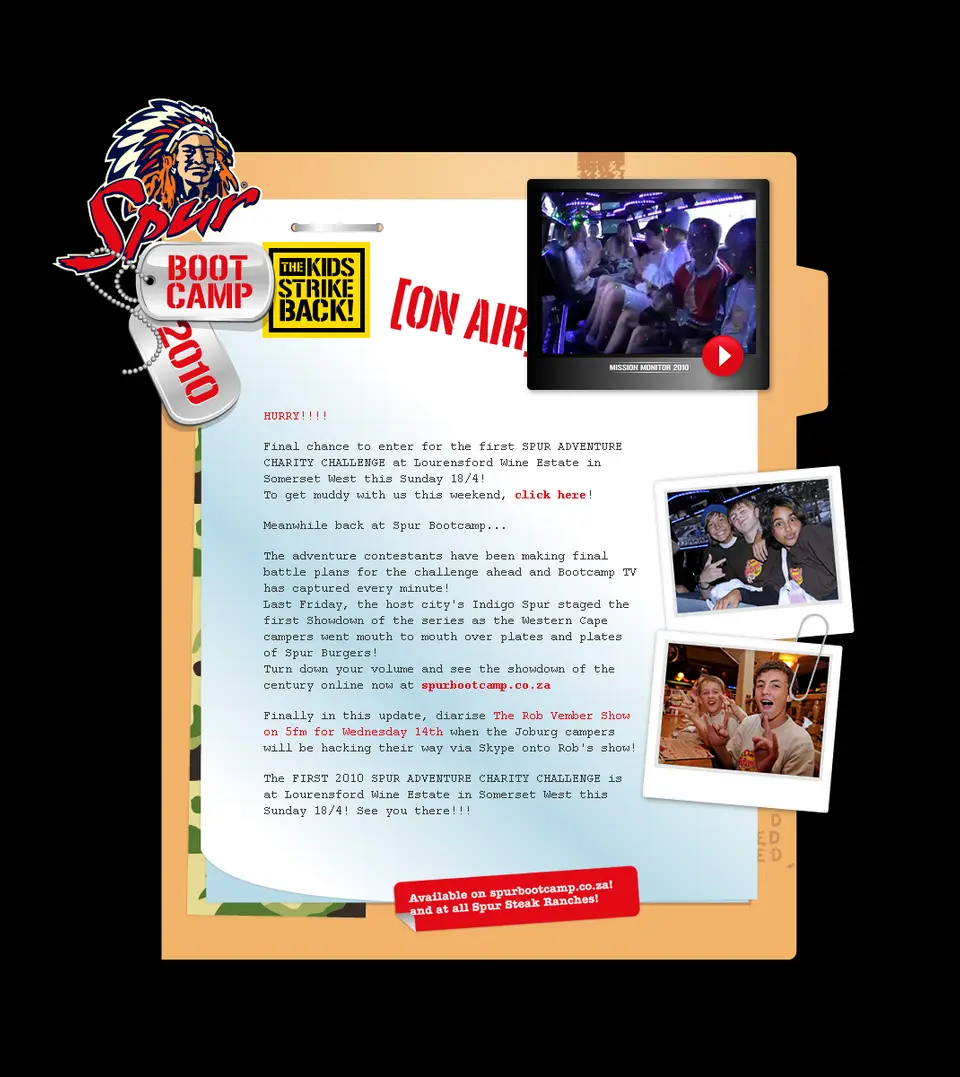 Spur
BOOT
CAMP
2010
THE KIDS
STRIKE
BACK!
[ON AIR]
MISSION MONITOR 2010
HURRY!!!!
Final chance to enter for the first SPUR ADVENTURE
CHARITY CHALLENGE at Lourensford Wine Estate in
Somerset West this Sunday 18/4!
To get muddy with us this weekend, click here!
Meanwhile back at Spur Bootcamp...
The adventure contestants have been making final
battle plans for the challenge ahead and Bootcamp TV
has captured every minute!
Last Friday, the host city's Indigo Spur staged the
first Showdown of the series as the Western Cape
campers went mouth to mouth over plates and plates
of Spur Burgers!
Turn down your volume and see the showdown of the
century online now at spurbootcamp.co.za
Finally in this update, diarise The Rob Vember Show
on 5fm for Wednesday 14th when the Joburg campers
will be hacking their way via Skype onto Rob's show!
The FIRST 2010 SPUR ADVENTURE CHARITY CHALLENGE is
at Lourensford Wine Estate in Somerset West this
Sunday 18/4! See you there!!!
Available on spurbootcamp.co.za!
and at all Spur Steak Ranches!